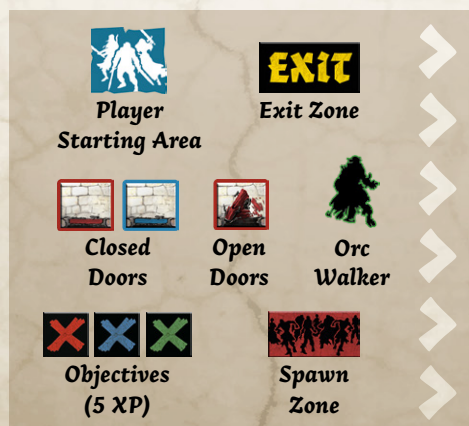 EXIT
Player
Starting Area
Exit Zone
Closed
Doors
Open
Doors
Orc
Walker
Objectives
(5 XP)
Spawn
Zone